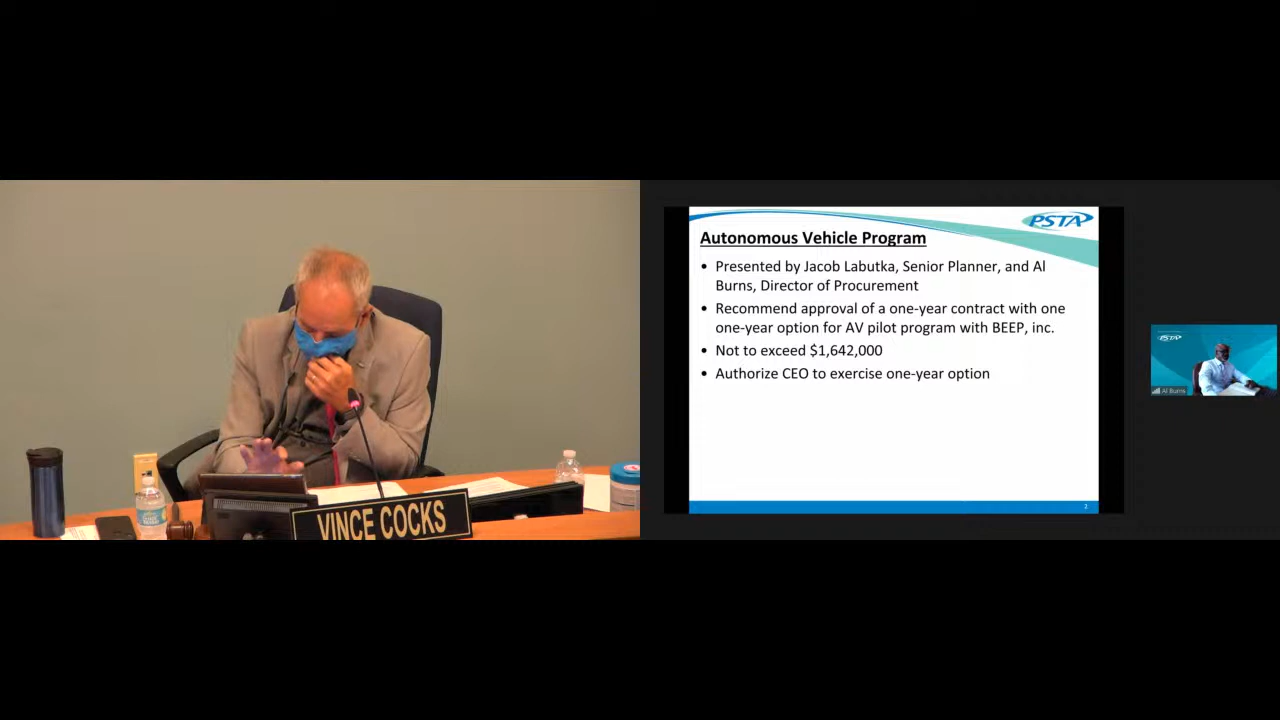 VINCE COCKS
PSTA
Autonomous Vehicle Program
• Presented by Jacob Labutka, Senior Planner, and Al
Burns, Director of Procurement
• Recommend approval of a one-year contract with one
one-year option for AV pilot program with BEEP, inc.
• Not to exceed $1,642,000
• Authorize CEO to exercise one-year option
2
PSTA
Al Burns